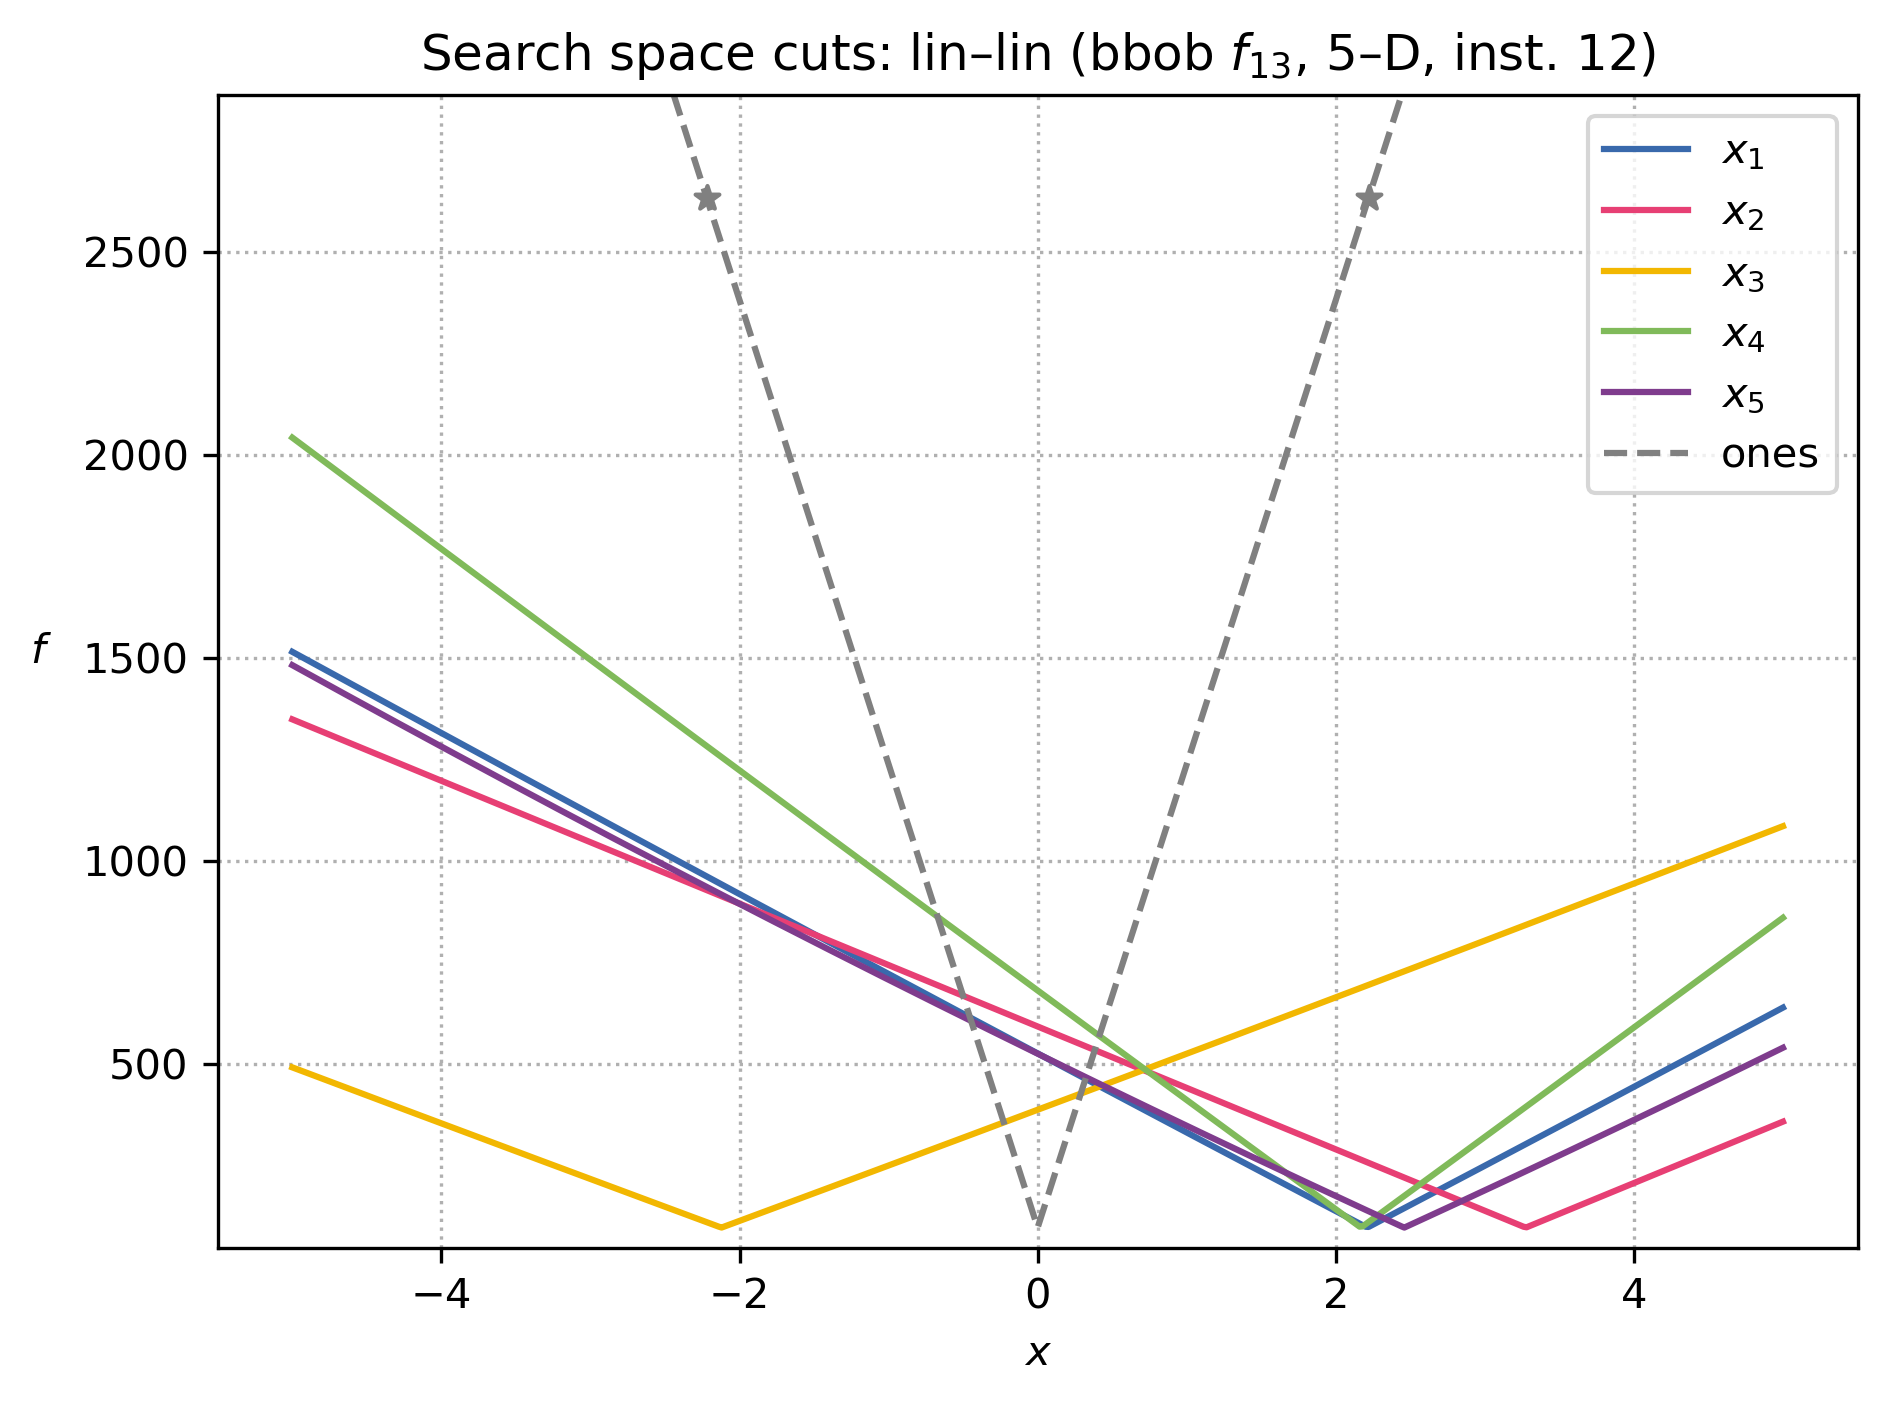 Search space cuts: lin–lin (bbob f₁₃, 5–D, inst. 12)
x₁
x₂
x₃
x₄
x₅
ones
2500
2000
1500
1000
500
f
−4
−2
0
2
4
x